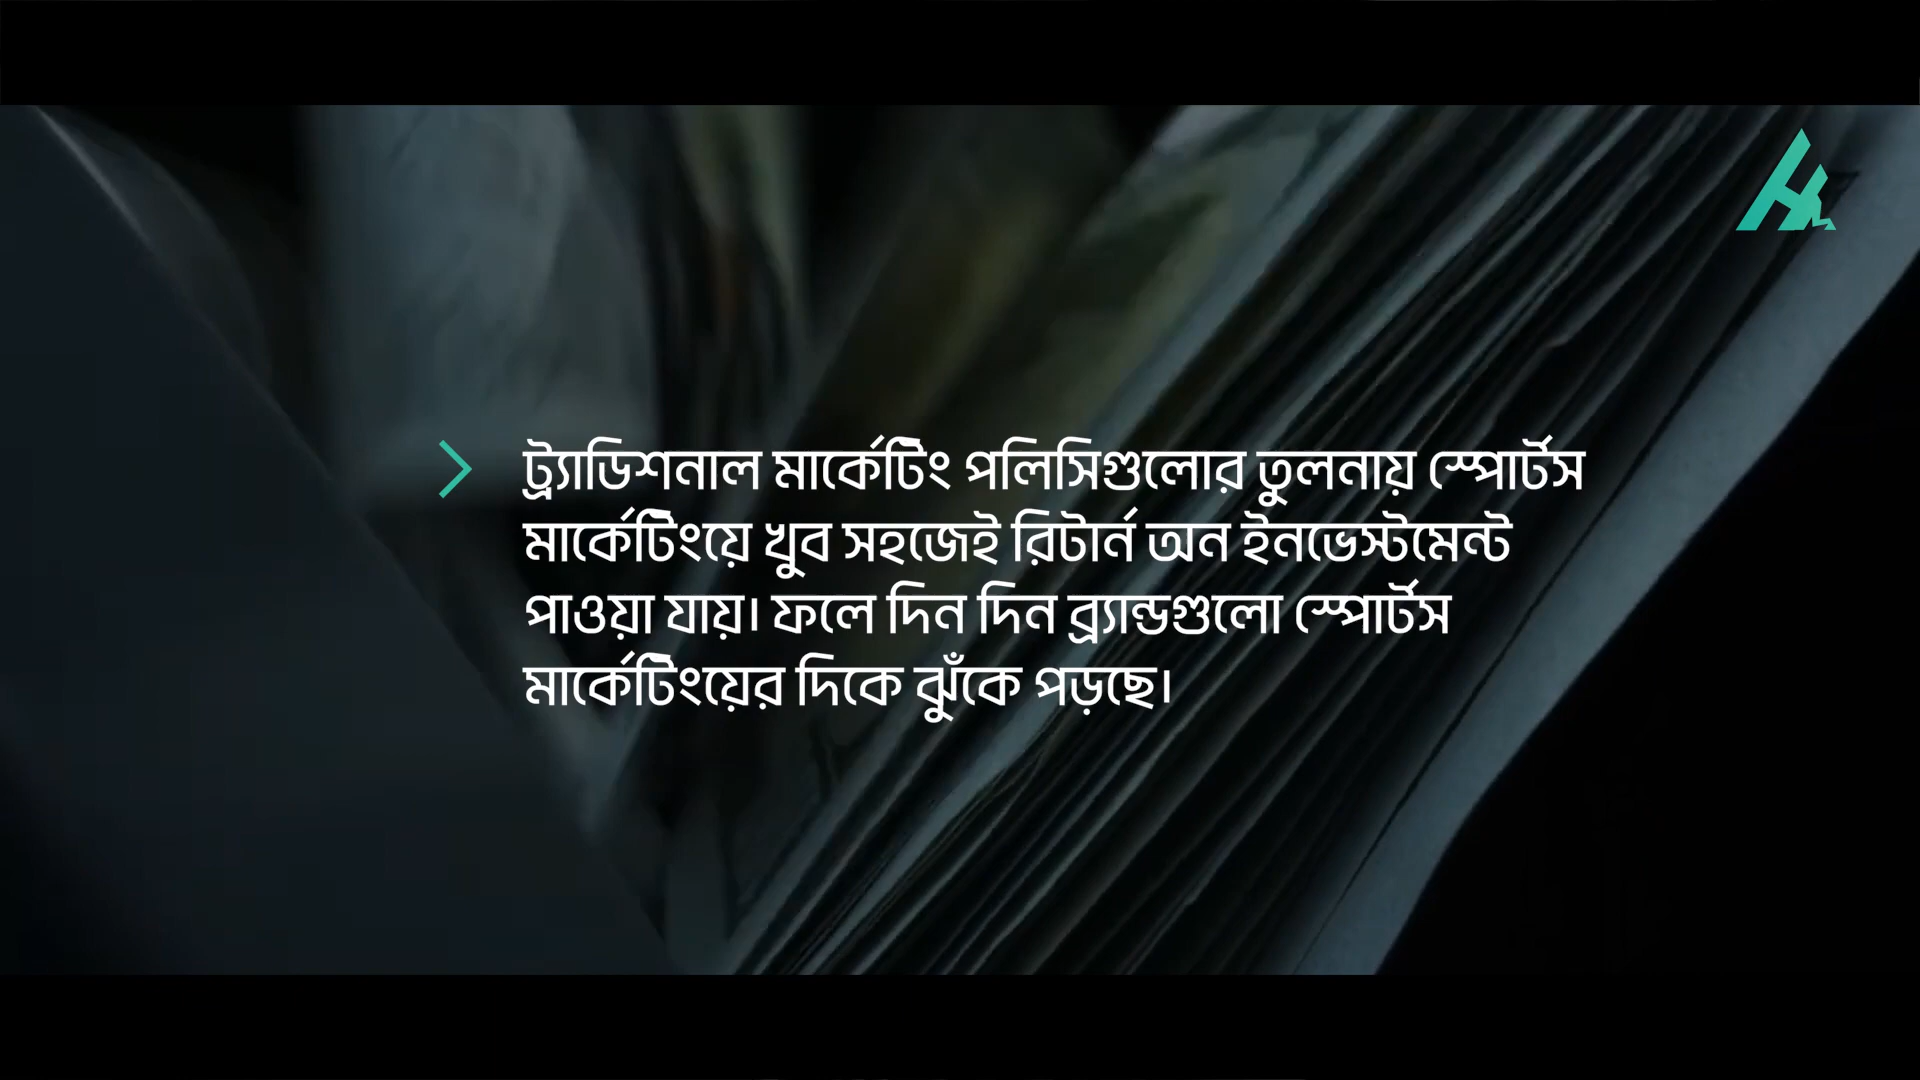 ট্র্যাডিশনাল মার্কেটিং পলিসিগুলোর তুলনায় স্পোর্টস
মার্কেটিংয়ে খুব সহজেই রিটার্ন অন ইনভেস্টমেন্ট
পাওয়া যায়। ফলে দিন দিন ব্র্যান্ডগুলো স্পোর্টস
মার্কেটিংয়ের দিকে ঝুঁকে পড়ছে।